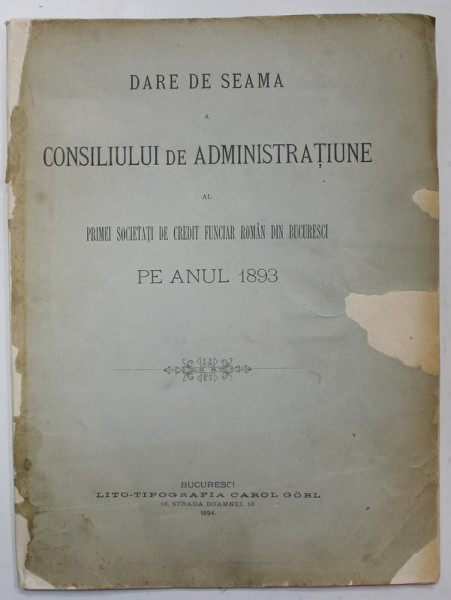 DARE DE SEAMA
A
CONSILIULUI DE ADMINISTRAȚIUNE
AL
PRIMEI SOCIETAȚI DE CREDIT FUNCIAR ROMÂN DIN BUCURESCI
PE ANUL 1893
BUCURESCI
LITO-TIPOGRAFIA CAROL GÖBL
16, STRADA DOAMNEI, 16
1894.